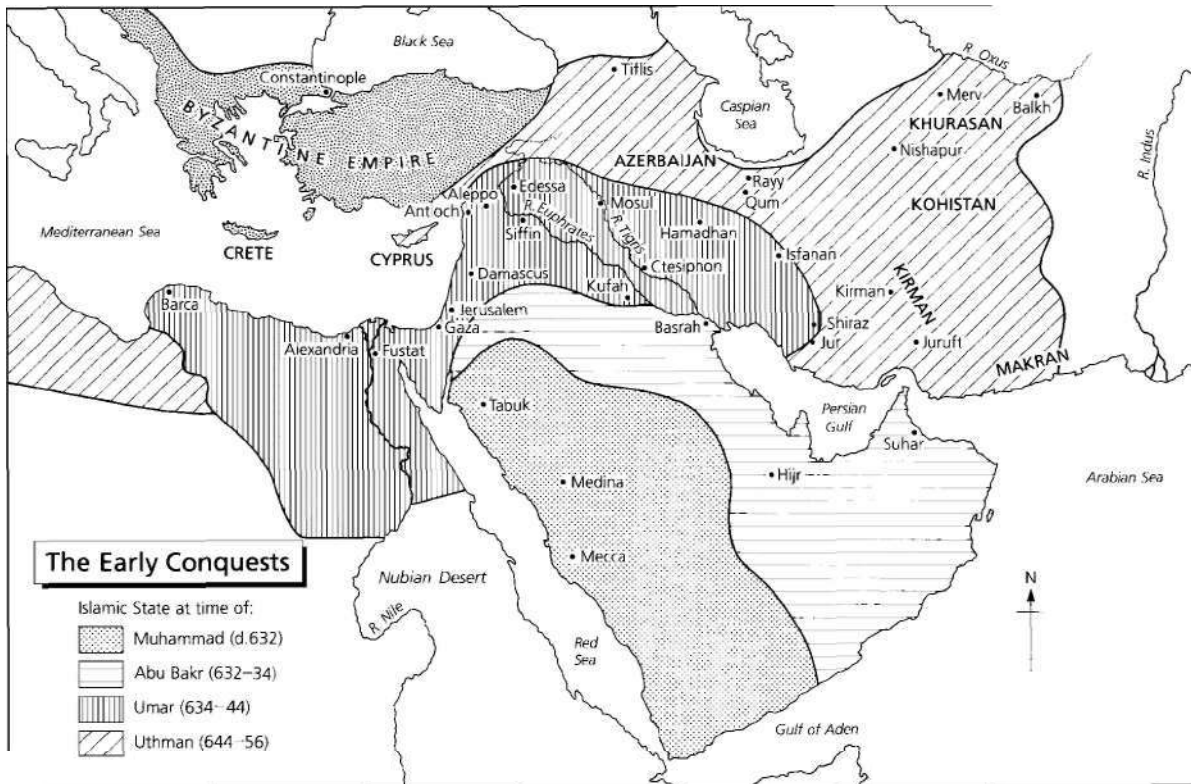 Black Sea
R. Oxus
Constantinople
Tiflis
Caspian
Sea
Merv
Balkh
KHURASAN
BYZANTINE EMPIRE
Nishapur
AZERBAIJAN
R. Indus
Rayy
Qum
Edessa
Aleppo
Mosul
KOHISTAN
Antioch
R. Euphrates
R. Tigris
Siffin
Hamadhan
Mediterranean Sea
CRETE
CYPRUS
Isfanan
Ctesiphon
Damascus
Kufah
Kirman
KIRMAN
Barca
Jerusalem
Gaza
Basrah
Shiraz
Jur
Juruft
Alexandria
Fustat
MAKRAN
Tabuk
Persian
Gulf
Suhar
Hijr
Arabian Sea
Medina
Mecca
The Early Conquests
Nubian Desert
N
Islamic State at time of:
R. Nile
Muhammad (d.632)
Red
Sea
Abu Bakr (632–34)
Umar (634–44)
Gulf of Aden
Uthman (644–56)